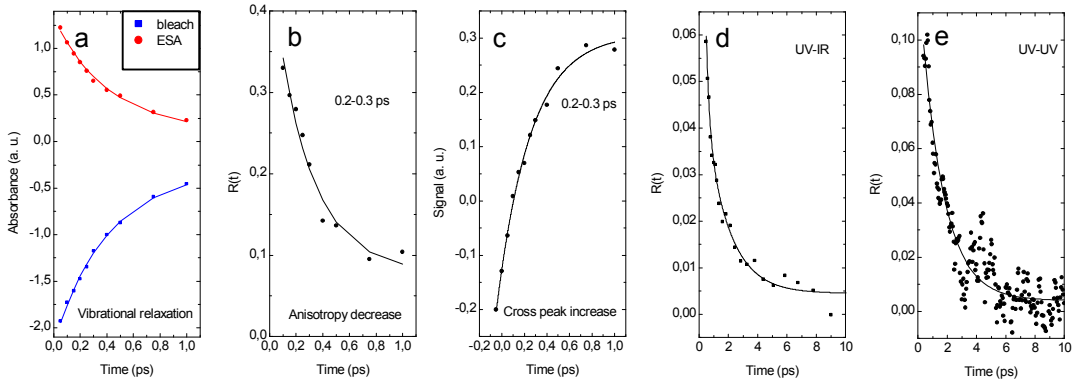 a
bleach
ESA
1,0
0,5
0,0
-0,5
-1,0
-1,5
-2,0
Absorbance (a. u.)
Vibrational relaxation
0,0 0,2 0,4 0,6 0,8 1,0
Time (ps)
b
0.2-0.3 ps
0,4
0,3
0,2
0,1
0,0
R(t)
Anisotropy decrease
0,0 0,2 0,4 0,6 0,8 1,0
Time (ps)
c
0.2-0.3 ps
0,3
0,2
0,1
0,0
-0,1
-0,2
Signal (a. u.)
Cross peak increase
-0,2 0,0 0,2 0,4 0,6 0,8 1,0
Time (ps)
d
UV-IR
0,06
0,05
0,04
0,03
0,02
0,01
0,00
R(t)
0 2 4 6 8 10
Time (ps)
e
UV-UV
0,10
0,08
0,06
0,04
0,02
0,00
R(t)
0 2 4 6 8 10
Time (ps)